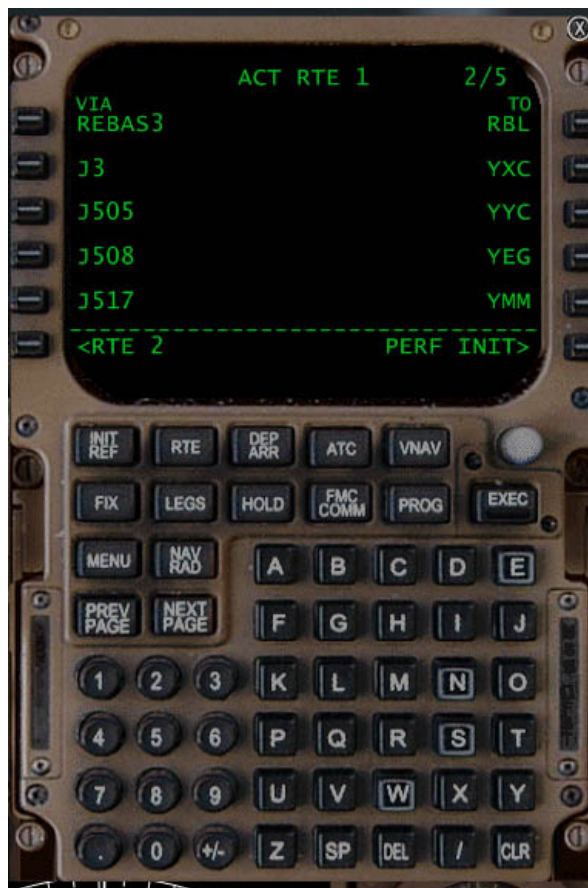 X
ACT RTE 1 2/5
VIA TO
REBAS3 RBL
J3 YXC
J505 YYC
J508 YEG
J517 YMM
<RTE 2 PERF INIT>
INIT REF RTE DEP ARR ATC VNAV
FIX LEGS HOLD FMC COMM PROG EXEC
MENU NAV RAD A B C D E
PREV PAGE NEXT PAGE F G H I J
1 2 3 K L M N O
4 5 6 P Q R S T
7 8 9 U V W X Y
. 0 +/- Z SP DEL / CLR